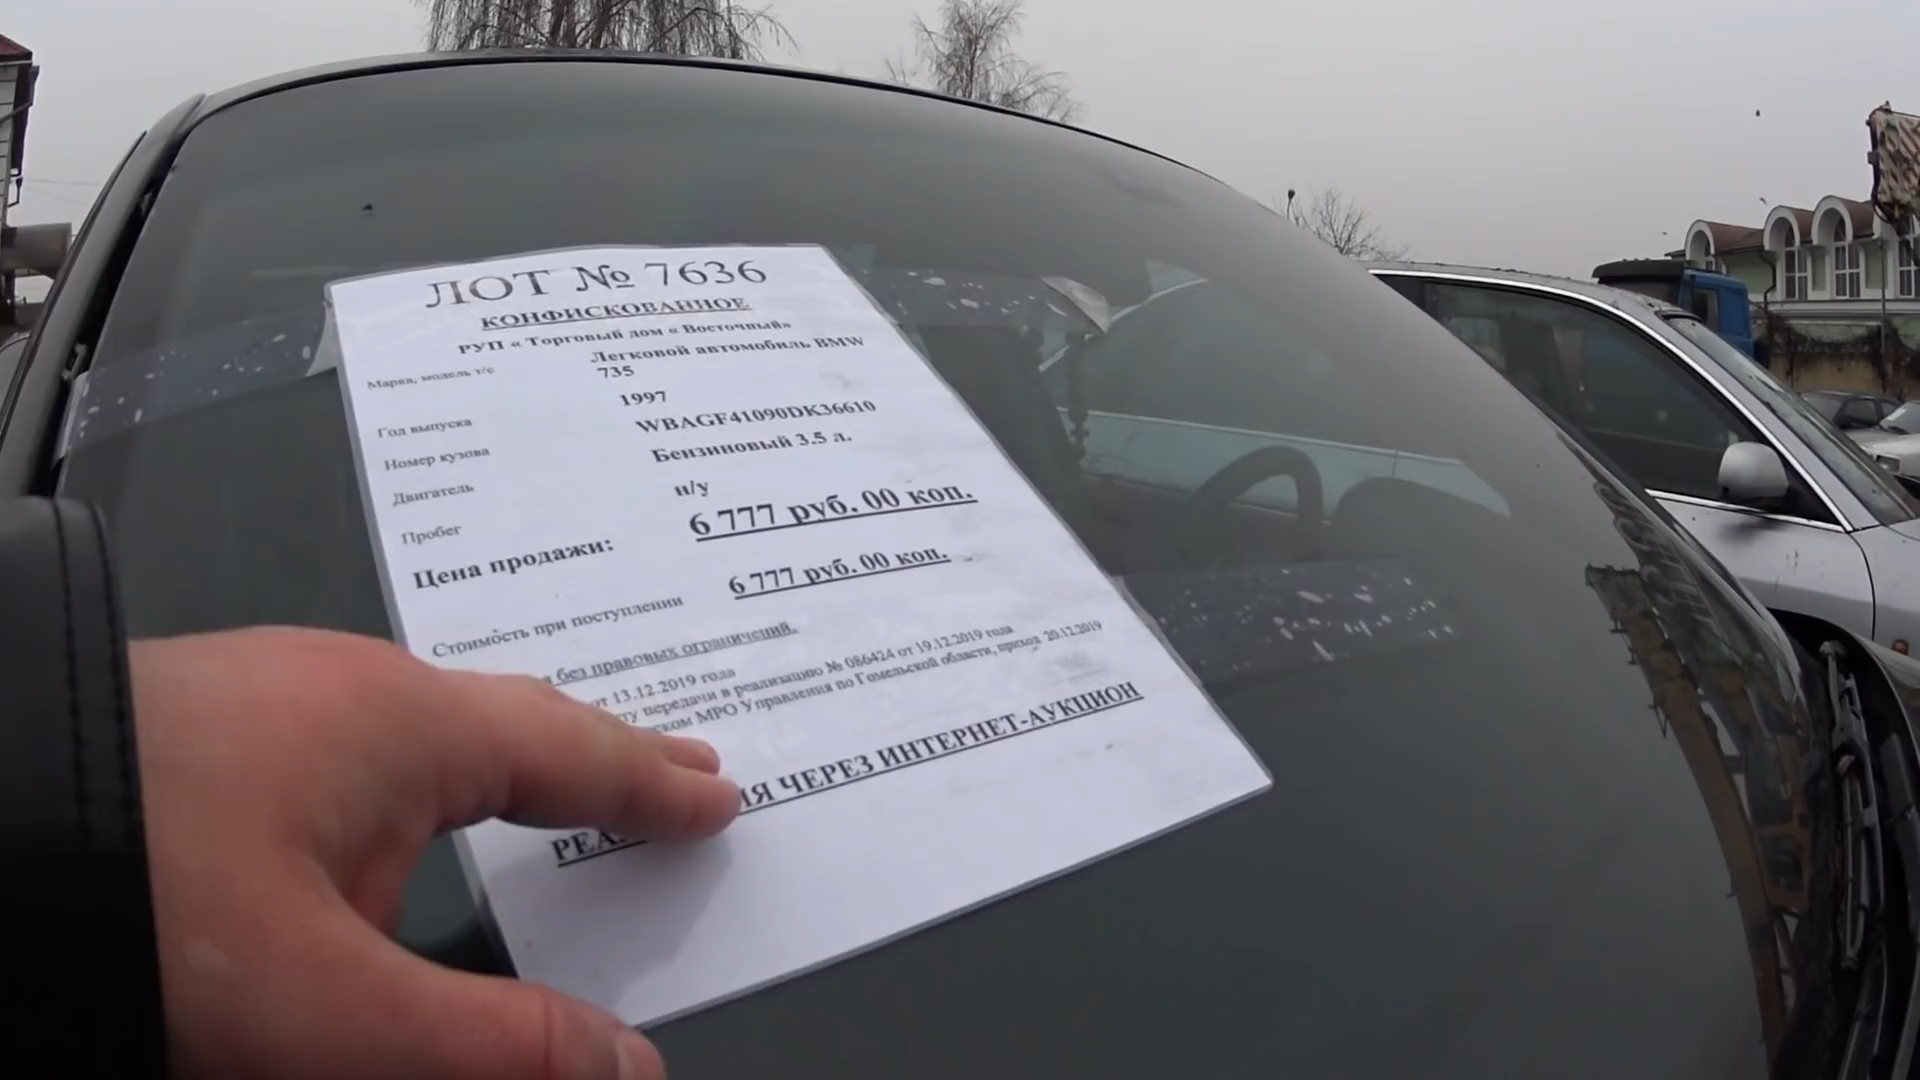 ЛОТ № 7636
КОНФИСКОВАННОЕ
РУП « Торговый дом « Восточный»
Марка, модель т/с Легковой автомобиль BMW
735
Год выпуска 1997
Номер кузова WBAGF41090DK36610
Двигатель Бензиновый 3.5 л.
Пробег н/у
Цена продажи: 6 777 руб. 00 коп.
Стоимость при поступлении 6 777 руб. 00 коп.
без правовых ограничений.
от 13.12.2019 года
передачи в реализацию № 086424 от 19.12.2019 года
МРО Управления по Гомельской области, приход 20.12.2019
ЧЕРЕЗ ИНТЕРНЕТ-АУКЦИОН